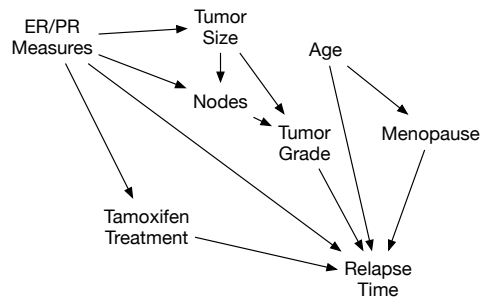 ER/PR
Measures
Tumor
Size
Age
Nodes
Tumor
Grade
Menopause
Tamoxifen
Treatment
Relapse
Time